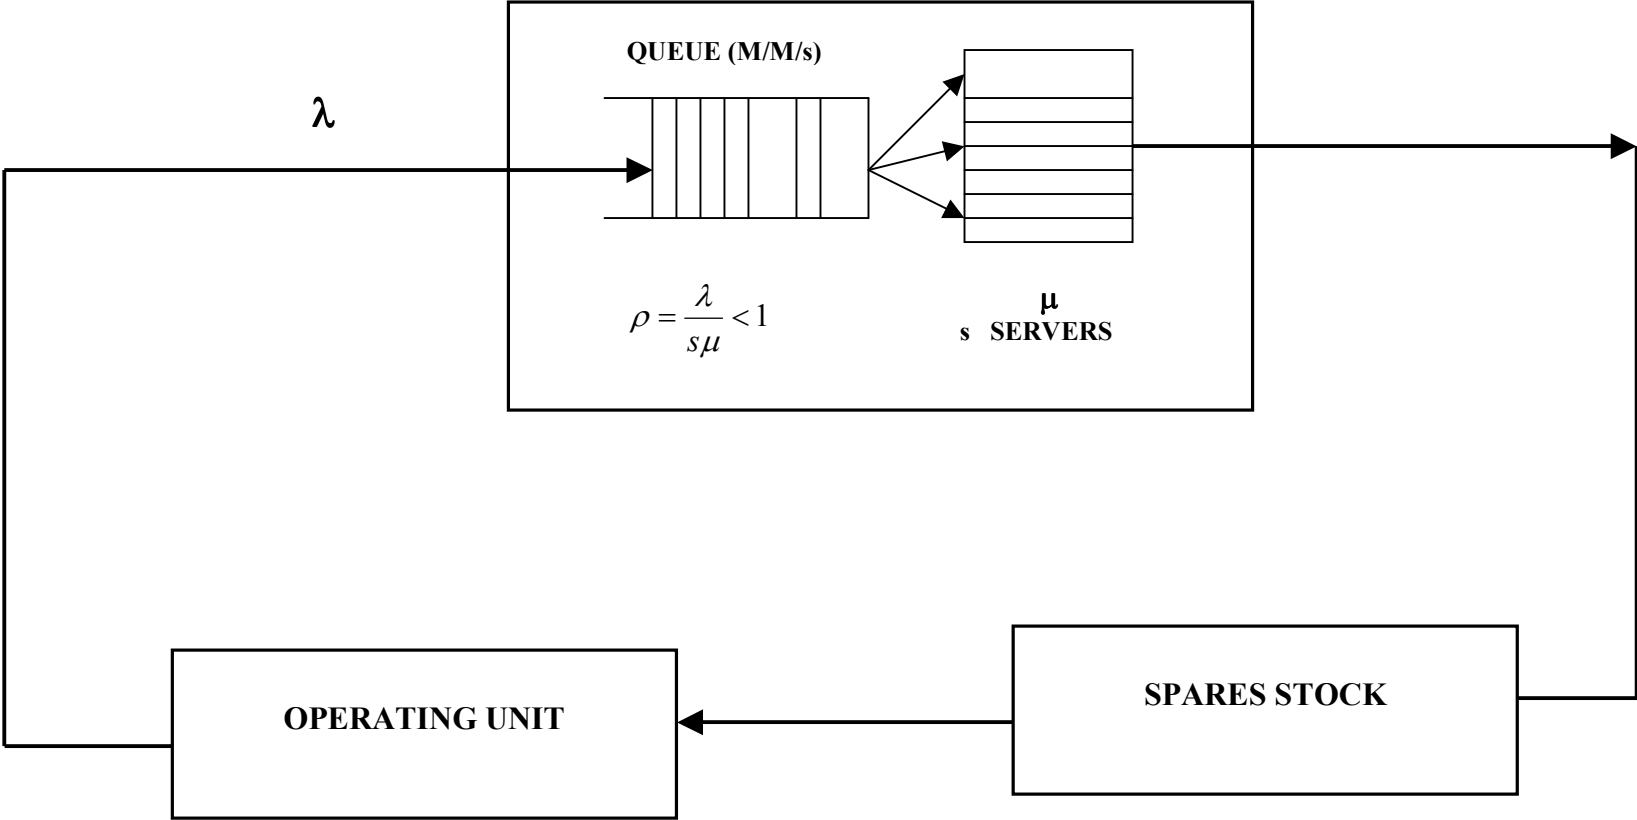 QUEUE (M/M/s)
λ
ρ = λ / sμ < 1
μ
s SERVERS
OPERATING UNIT
SPARES STOCK